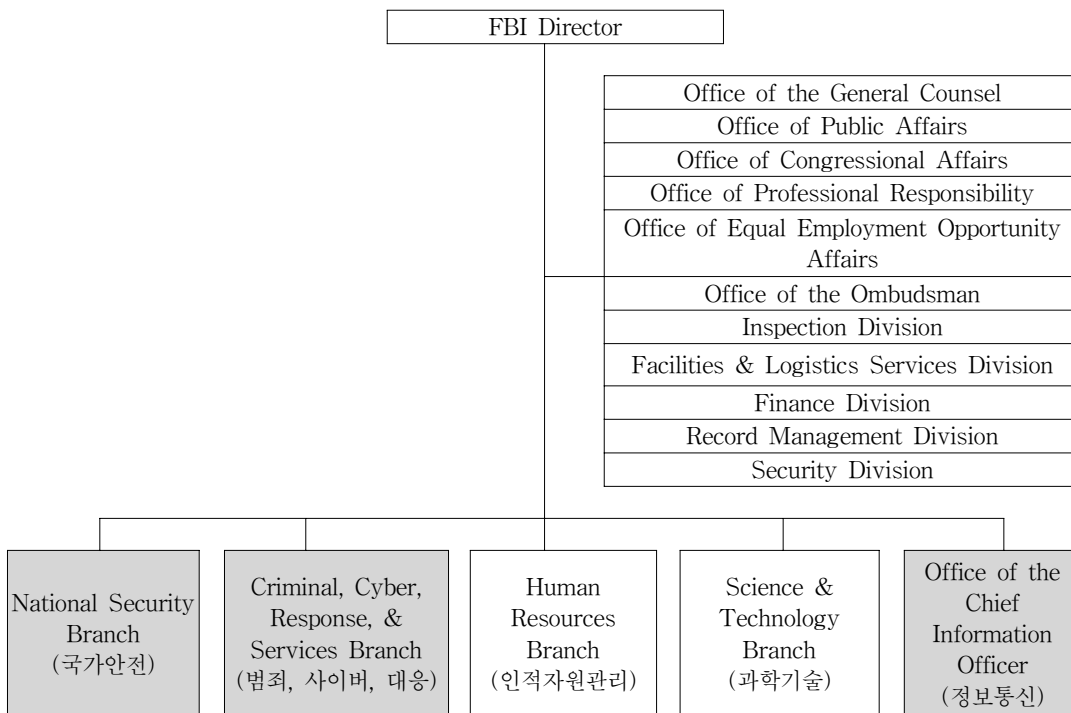 FBI Director
Office of the General Counsel
Office of Public Affairs
Office of Congressional Affairs
Office of Professional Responsibility
Office of Equal Employment Opportunity
Affairs
Office of the Ombudsman
Inspection Division
Facilities & Logistics Services Division
Finance Division
Record Management Division
Security Division
National Security
Branch
(국가안전)
Criminal, Cyber,
Response, &
Services Branch
(범죄, 사이버, 대응)
Human
Resources
Branch
(인적자원관리)
Science &
Technology
Branch
(과학기술)
Office of the
Chief
Information
Officer
(정보통신)